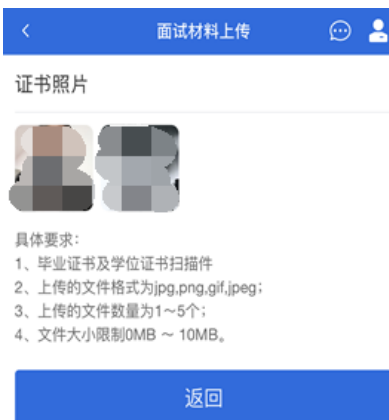 面试材料上传
证书照片
具体要求:
1、毕业证书及学位证书扫描件
2、上传的文件格式为jpg,png,gif,jpeg;
3、上传的文件数量为1～5个;
4、文件大小限制0MB ～ 10MB。
返回